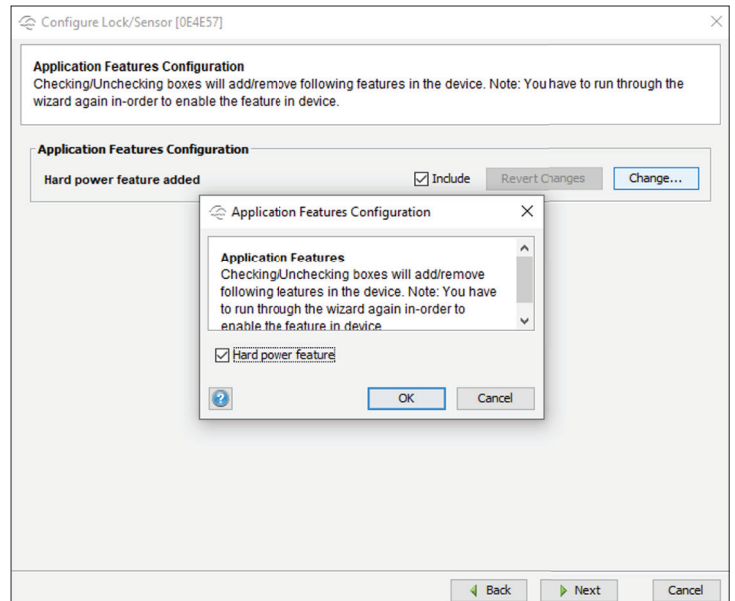 Configure Lock/Sensor [0E4E57]
Application Features Configuration
Checking/Unchecking boxes will add/remove following features in the device. Note: You have to run through the
wizard again in-order to enable the feature in device.
Application Features Configuration
Hard power feature added
Include
Revert Changes
Change...
Application Features Configuration
Application Features
Checking/Unchecking boxes will add/remove
following features in the device. Note: You have
to run through the wizard again in-order to
enable the feature in device
Hard power feature
OK
Cancel
Back
Next
Cancel